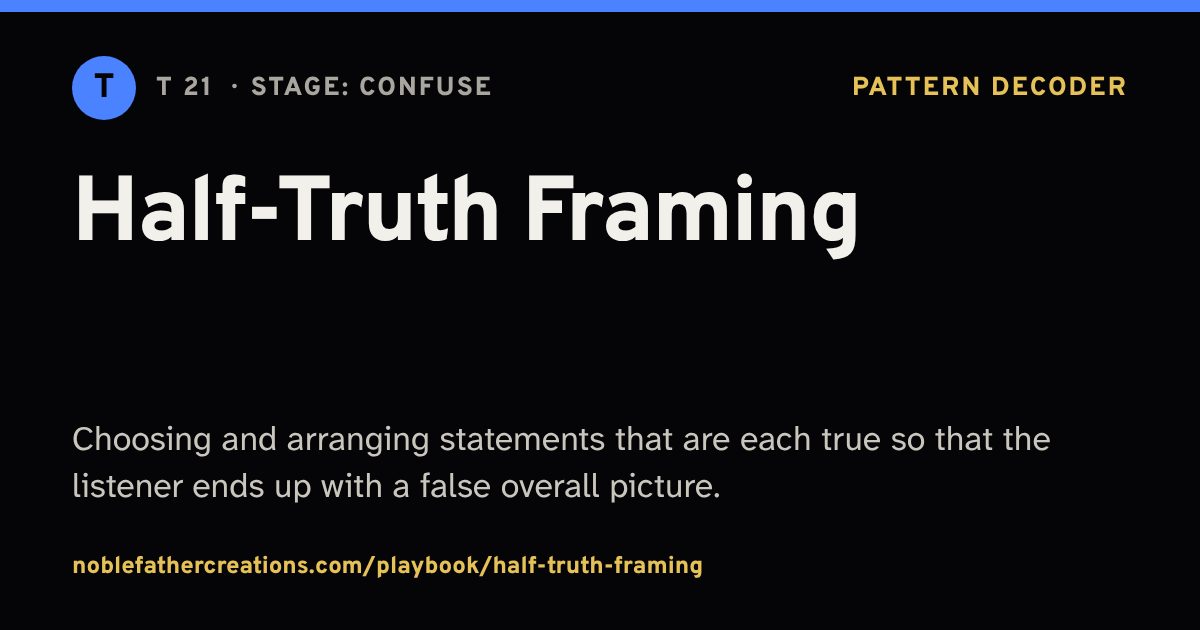 T
T 21 · STAGE: CONFUSE
PATTERN DECODER
Half-Truth Framing
Choosing and arranging statements that are each true so that the
listener ends up with a false overall picture.
noblefathercreations.com/playbook/half-truth-framing